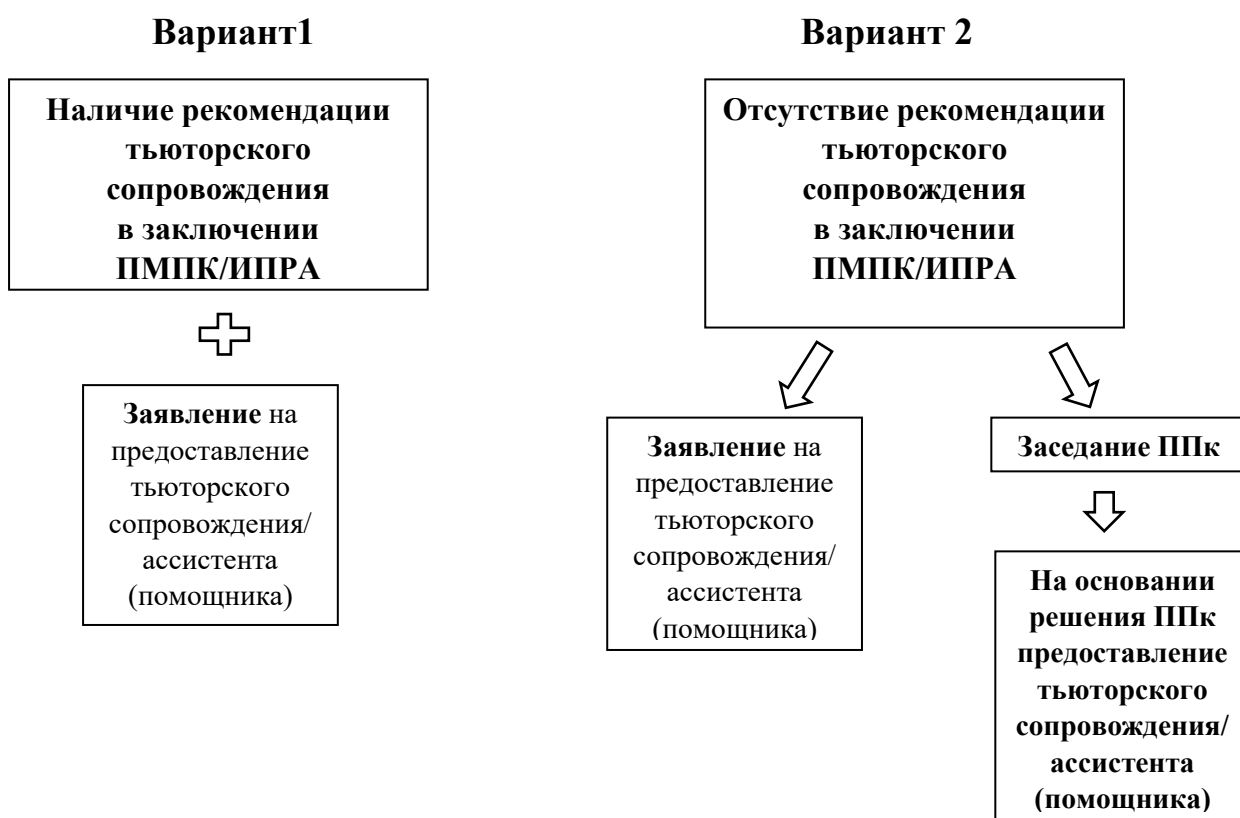 Вариант1
Наличие рекомендации
тьюторского
сопровождения
в заключении
ПМПК/ИПРА
Заявление на
предоставление
тьюторского
сопровождения/
ассистента
(помощника)
Вариант 2
Отсутствие рекомендации
тьюторского
сопровождения
в заключении
ПМПК/ИПРА
Заявление на
предоставление
тьюторского
сопровождения/
ассистента
(помощника)
Заседание ППк
На основании
решения ППк
предоставление
тьюторского
сопровождения/
ассистента
(помощника)